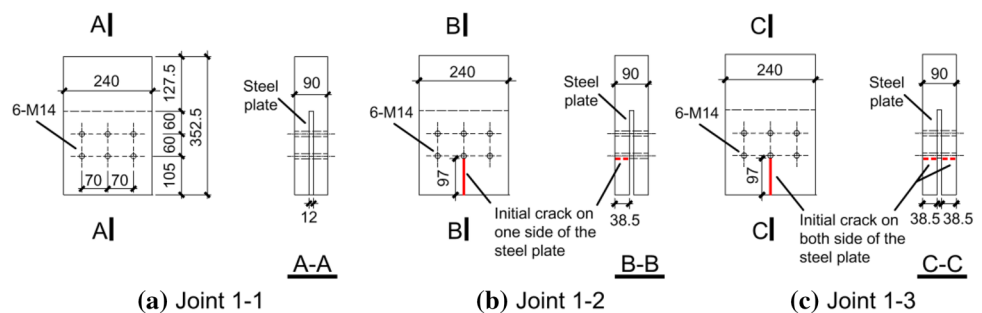 A
240
6-M14
127.5
60
60
105
352.5
70
70
A
90
Steel
plate
12
A-A
(a) Joint 1-1
B
240
6-M14
97
B
Steel
plate
90
38.5
Initial crack on
one side of the
steel plate
B-B
(b) Joint 1-2
C
240
6-M14
97
C
Steel
plate
90
38.5
38.5
Initial crack on
both side of the
steel plate
C-C
(c) Joint 1-3